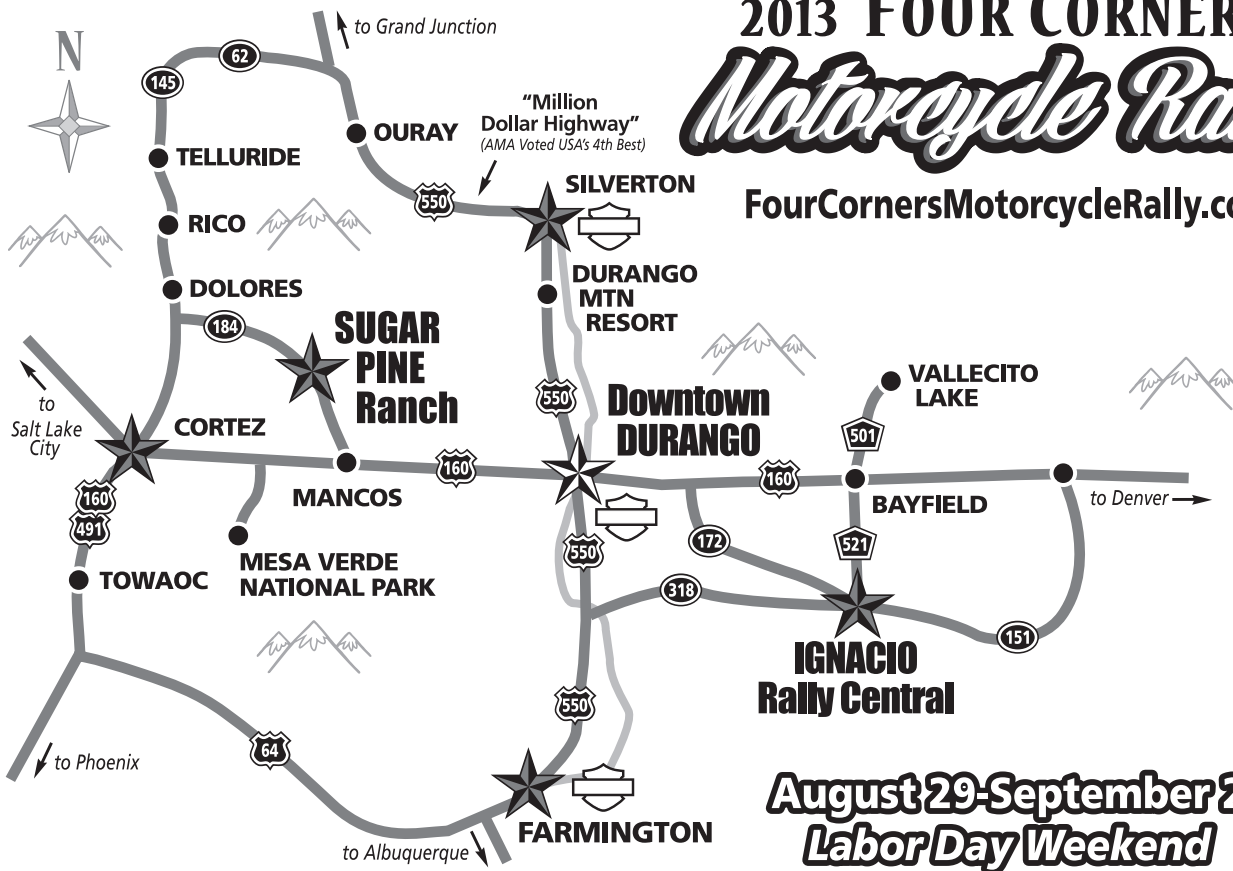 2013 FOUR CORNER
Motorcycle Ra
FourCornersMotorcycleRally.co
N
to Grand Junction
62
145
"Million
Dollar Highway"
(AMA Voted USA's 4th Best)
OURAY
TELLURIDE
550
SILVERTON
RICO
DURANGO
MTN
RESORT
DOLORES
184
SUGAR
PINE
Ranch
VALLECITO
LAKE
to
Salt Lake
City
550
Downtown
DURANGO
CORTEZ
501
160
160
160
MANCOS
BAYFIELD
to Denver
491
550
172
521
MESA VERDE
NATIONAL PARK
TOWAOC
318
151
IGNACIO
Rally Central
550
64
to Phoenix
FARMINGTON
to Albuquerque
August 29-September 2
Labor Day Weekend